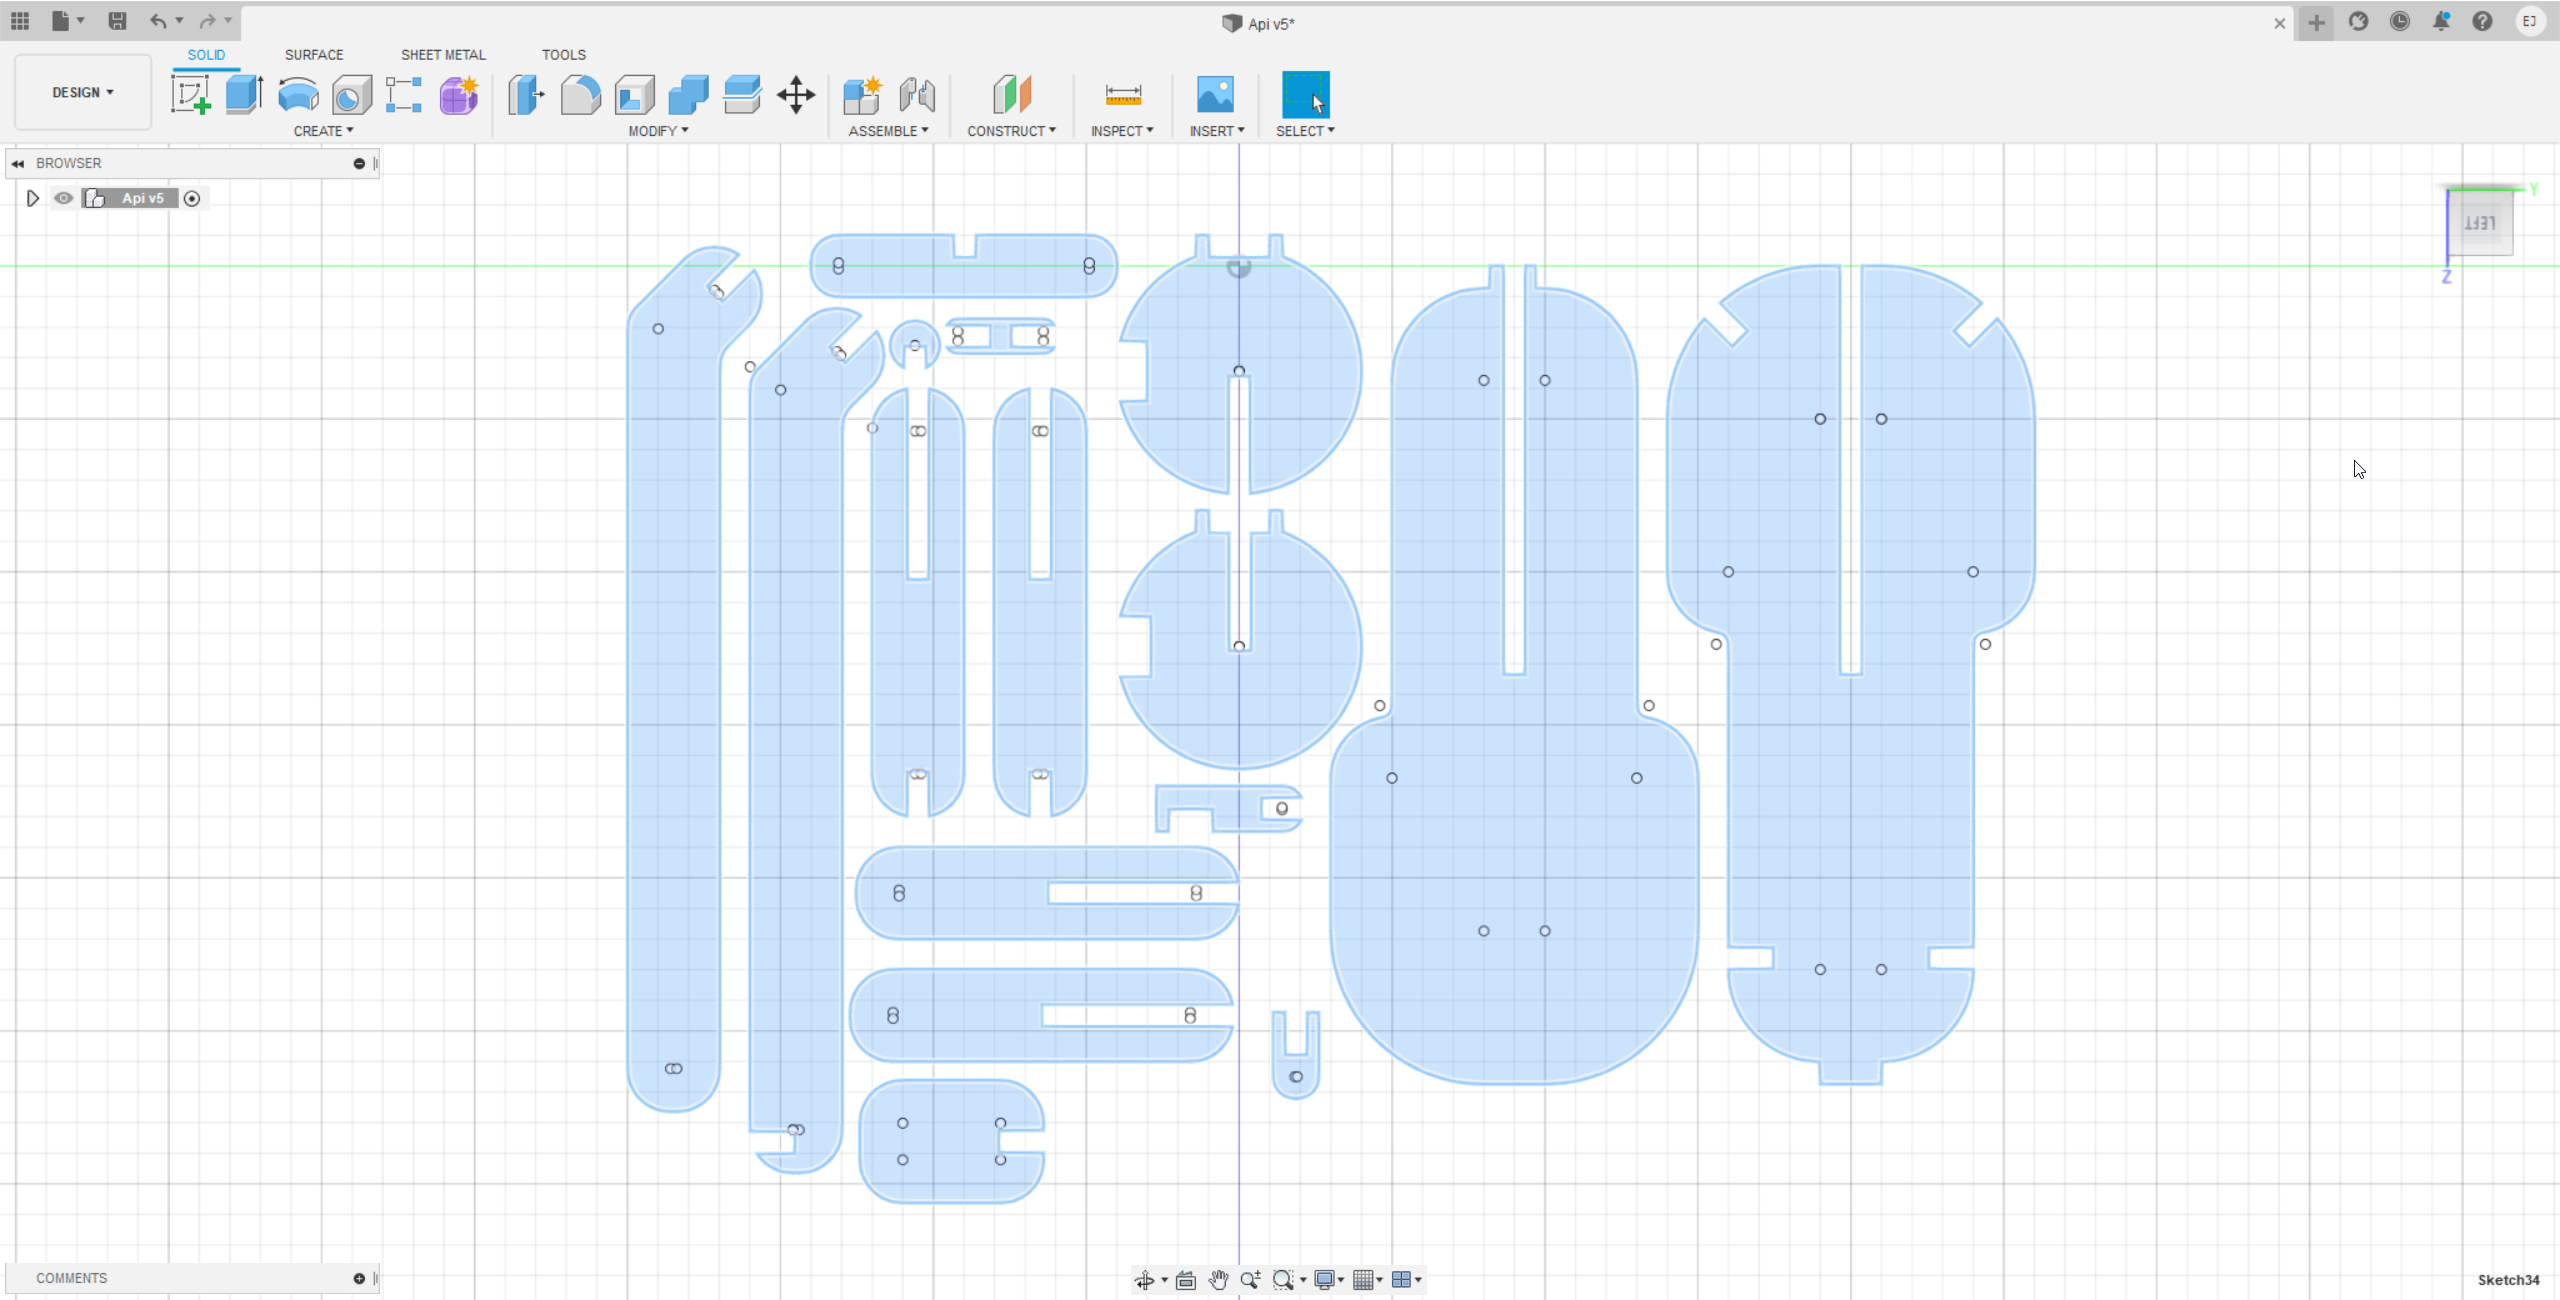 Api v5*
EJ
SOLID
SURFACE
SHEET METAL
TOOLS
DESIGN
CREATE
MODIFY
ASSEMBLE
CONSTRUCT
INSPECT
INSERT
SELECT
BROWSER
Api v5
Y
LEFT
Z
COMMENTS
Sketch34